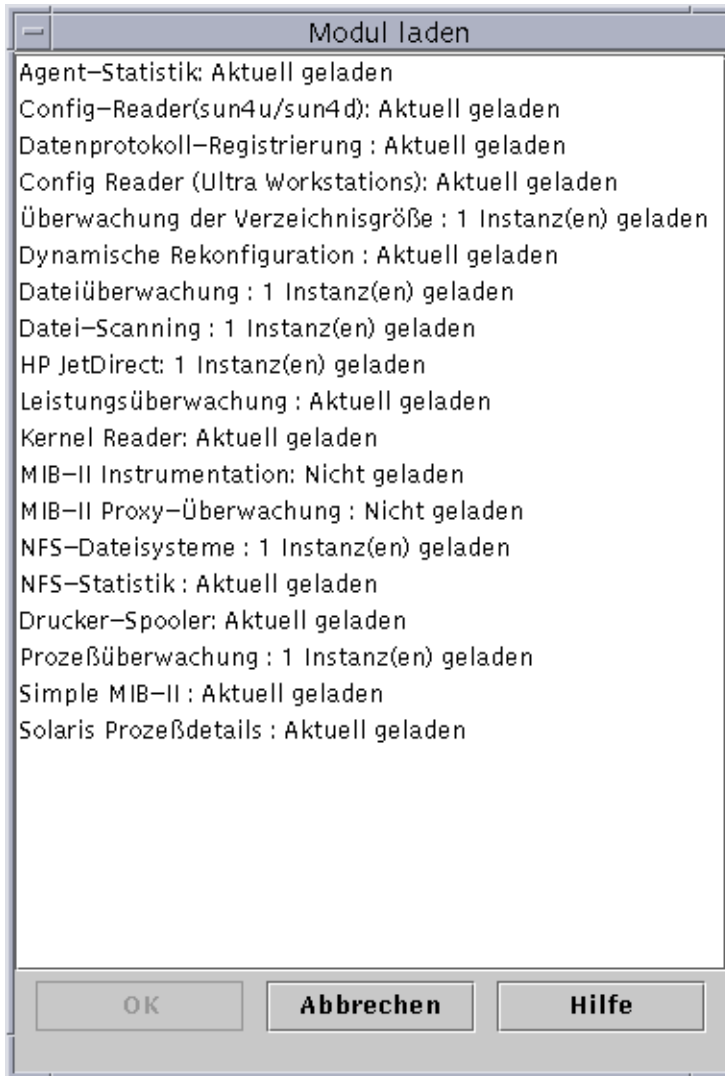 Modul laden
Agent-Statistik: Aktuell geladen
Config-Reader(sun4u/sun4d): Aktuell geladen
Datenprotokoll-Registrierung : Aktuell geladen
Config Reader (Ultra Workstations): Aktuell geladen
Überwachung der Verzeichnisgröße : 1 Instanz(en) geladen
Dynamische Rekonfiguration : Aktuell geladen
Dateiüberwachung : 1 Instanz(en) geladen
Datei-Scanning : 1 Instanz(en) geladen
HP JetDirect: 1 Instanz(en) geladen
Leistungsüberwachung : Aktuell geladen
Kernel Reader: Aktuell geladen
MIB-II Instrumentation: Nicht geladen
MIB-II Proxy-Überwachung : Nicht geladen
NFS-Dateisysteme : 1 Instanz(en) geladen
NFS-Statistik : Aktuell geladen
Drucker-Spooler: Aktuell geladen
Prozeßüberwachung : 1 Instanz(en) geladen
Simple MIB-II : Aktuell geladen
Solaris Prozeßdetails : Aktuell geladen
OK Abbrechen Hilfe